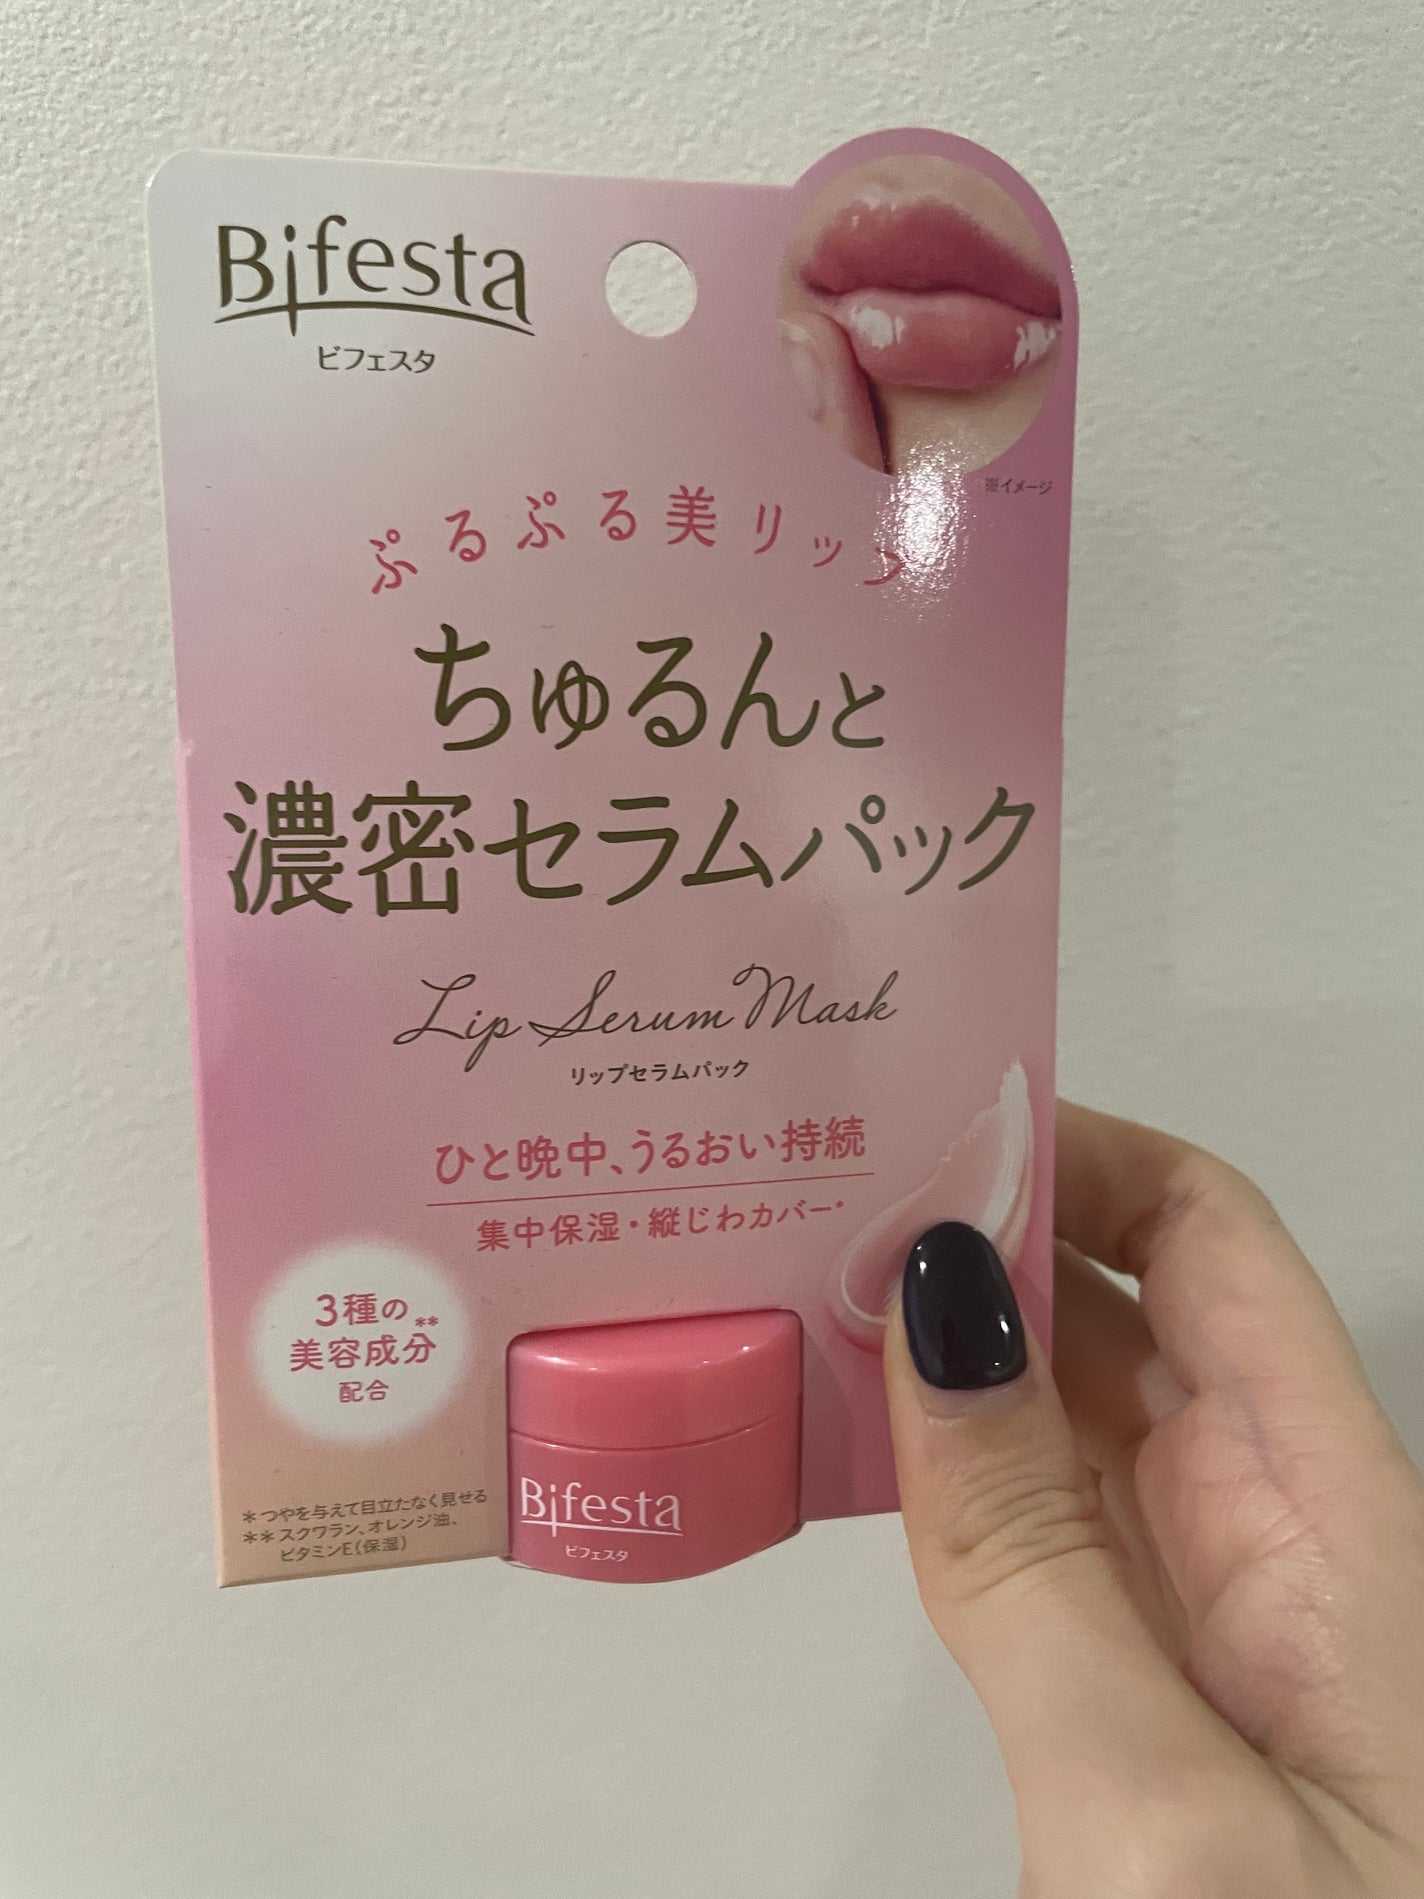 Bifesta
ビフェスタ
※イメージ
ぷるぷる美リップ
ちゅるんと
濃密セラムパック
Lip Serum Mask
リップセラムパック
ひと晩中、うるおい持続
集中保湿・縦じわカバー*
3種の
美容成分**
配合
*つやを与えて目立たなく見せる
**スクワラン、オレンジ油、
ビタミンE(保湿)
Bifesta
ビフェスタ